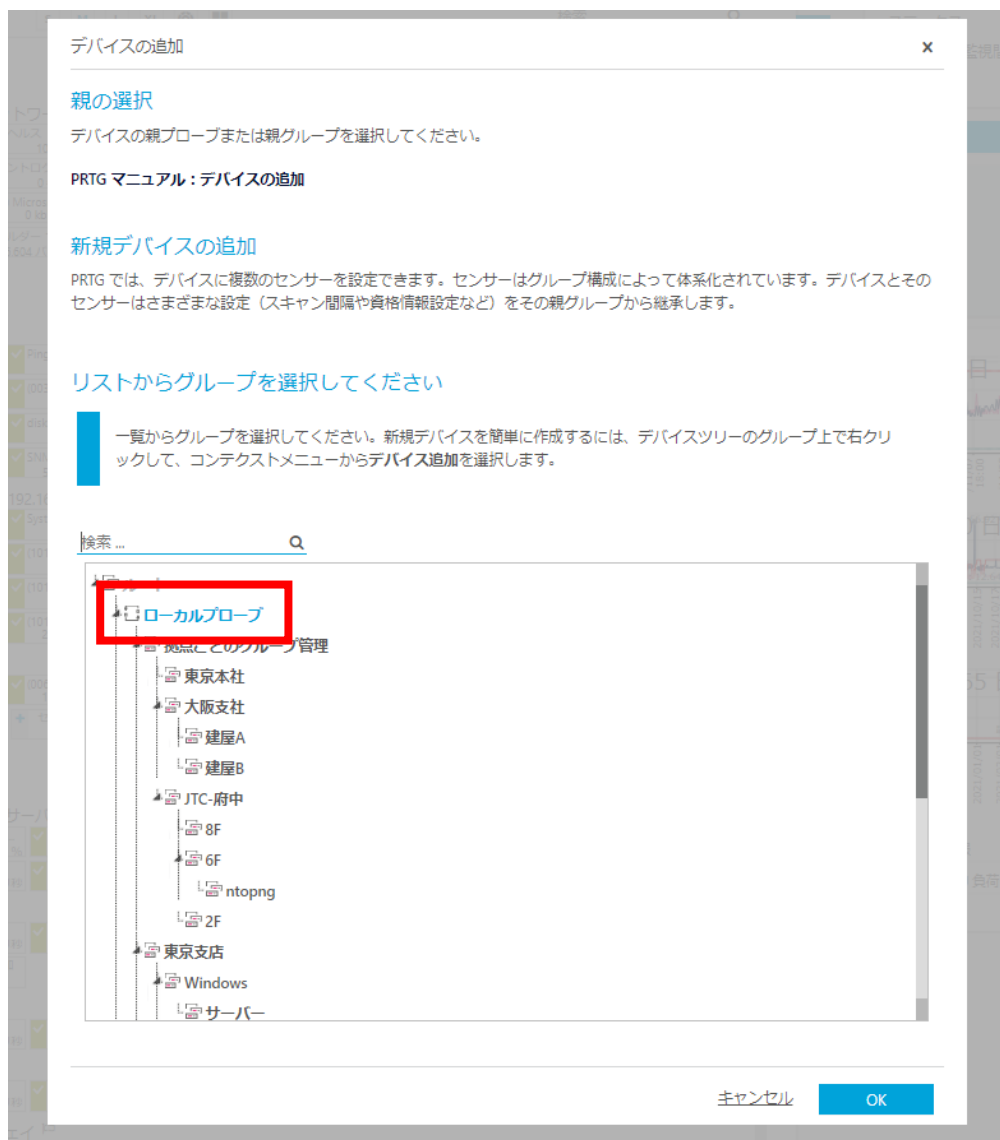 デバイスの追加
親の選択
デバイスの親プローブまたは親グループを選択してください。
PRTG マニュアル：デバイスの追加
新規デバイスの追加
PRTG では、デバイスに複数のセンサーを設定できます。センサーはグループ構成によって体系化されています。デバイスとその
センサーはさまざまな設定（スキャン間隔や資格情報設定など）をその親グループから継承します。
リストからグループを選択してください
一覧からグループを選択してください。新規デバイスを簡単に作成するには、デバイスツリーのグループ上で右クリ
ックして、コンテクストメニューからデバイス追加を選択します。
検索 ...
ローカルプローブ
拠点ごとのグループ管理
東京本社
大阪支社
建屋A
建屋B
JTC-府中
8F
6F
ntopng
2F
東京支店
Windows
サーバー
キャンセル
OK